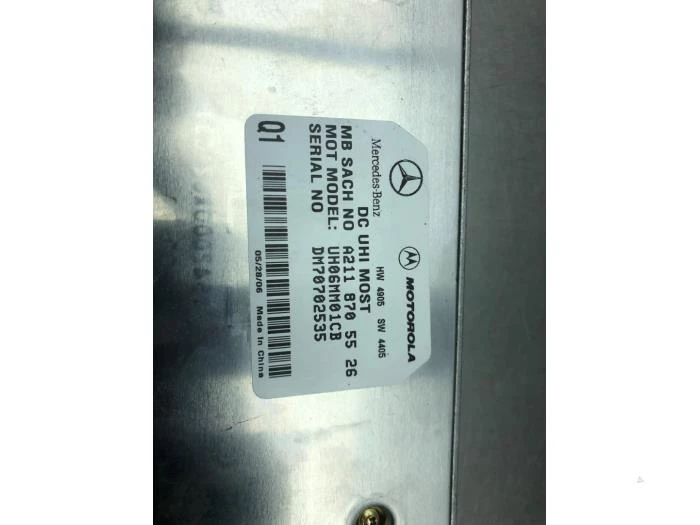 Mercedes-Benz MOTOROLA
HW 4905 SW 4405
DC UHI MOST
MB SACH NO A211 870 55 26
MOT MODEL: UH06MM01CB
SERIAL NO DM70702535
Q1
05/28/06 Made In China